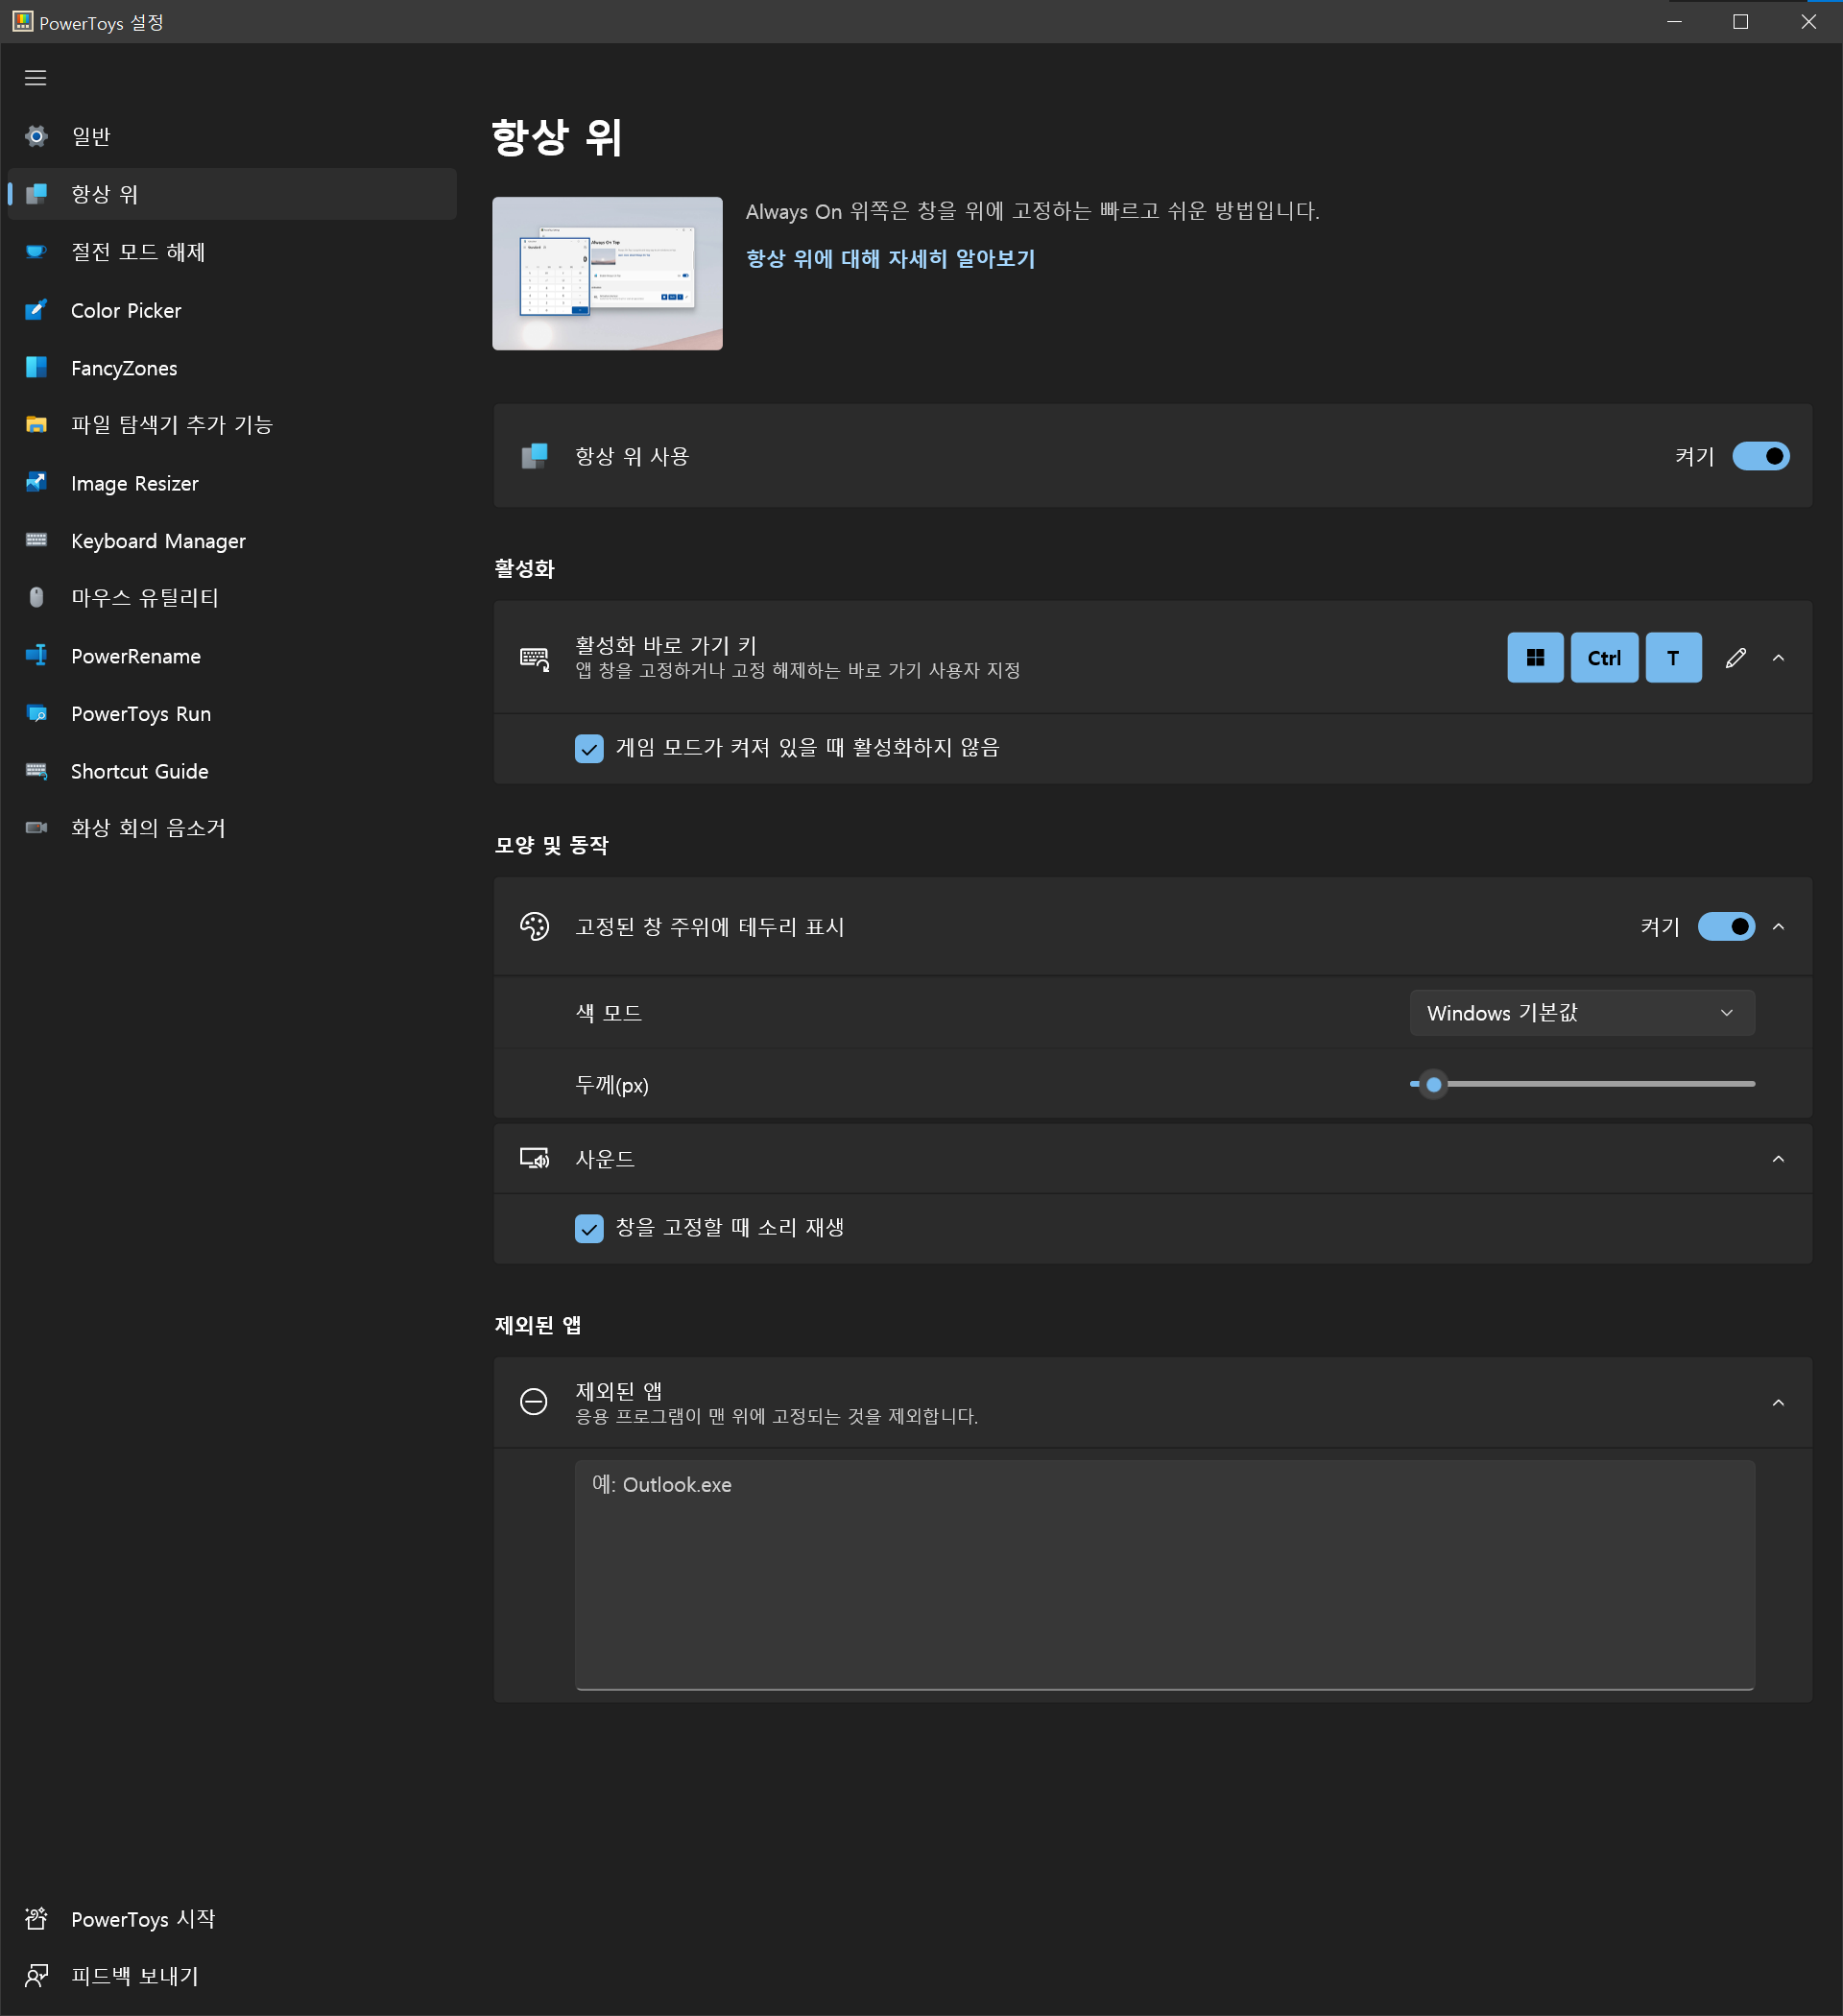 PowerToys 설정
일반
항상 위
절전 모드 해제
Color Picker
FancyZones
파일 탐색기 추가 기능
Image Resizer
Keyboard Manager
마우스 유틸리티
PowerRename
PowerToys Run
Shortcut Guide
화상 회의 음소거
PowerToys 시작
피드백 보내기
항상 위
Always On Top
Always On 위쪽은 창을 위에 고정하는 빠르고 쉬운 방법입니다.
항상 위에 대해 자세히 알아보기
항상 위 사용
켜기
활성화
활성화 바로 가기 키
앱 창을 고정하거나 고정 해제하는 바로 가기 사용자 지정
Ctrl T
게임 모드가 켜져 있을 때 활성화하지 않음
모양 및 동작
고정된 창 주위에 테두리 표시
켜기
색 모드
Windows 기본값
두께(px)
사운드
창을 고정할 때 소리 재생
제외된 앱
제외된 앱
응용 프로그램이 맨 위에 고정되는 것을 제외합니다.
예: Outlook.exe